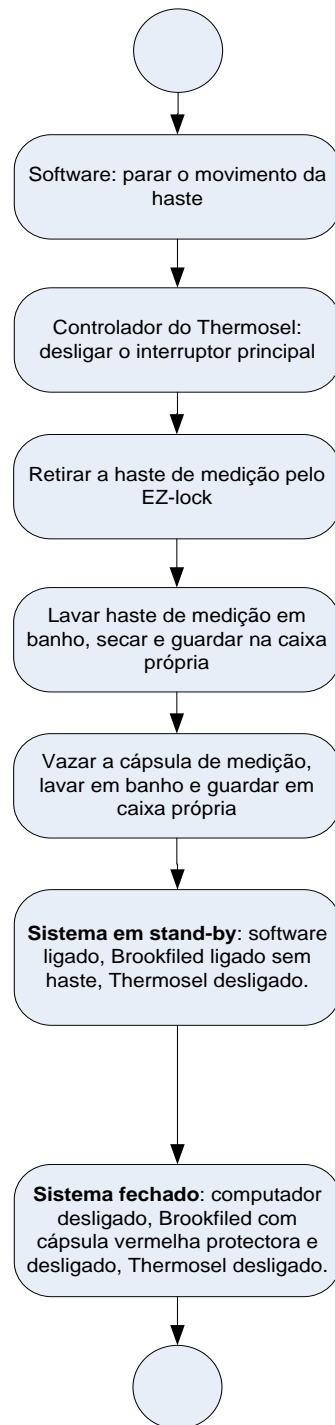 Software: parar o movimento da
haste
Controlador do Thermosel:
desligar o interruptor principal
Retirar a haste de medição pelo
EZ-lock
Lavar haste de medição em
banho, secar e guardar na caixa
própria
Vazar a cápsula de medição,
lavar em banho e guardar em
caixa própria
Sistema em stand-by: software
ligado, Brookfiled ligado sem
haste, Thermosel desligado.
Sistema fechado: computador
desligado, Brookfiled com
cápsula vermelha protectora e
desligado, Thermosel desligado.